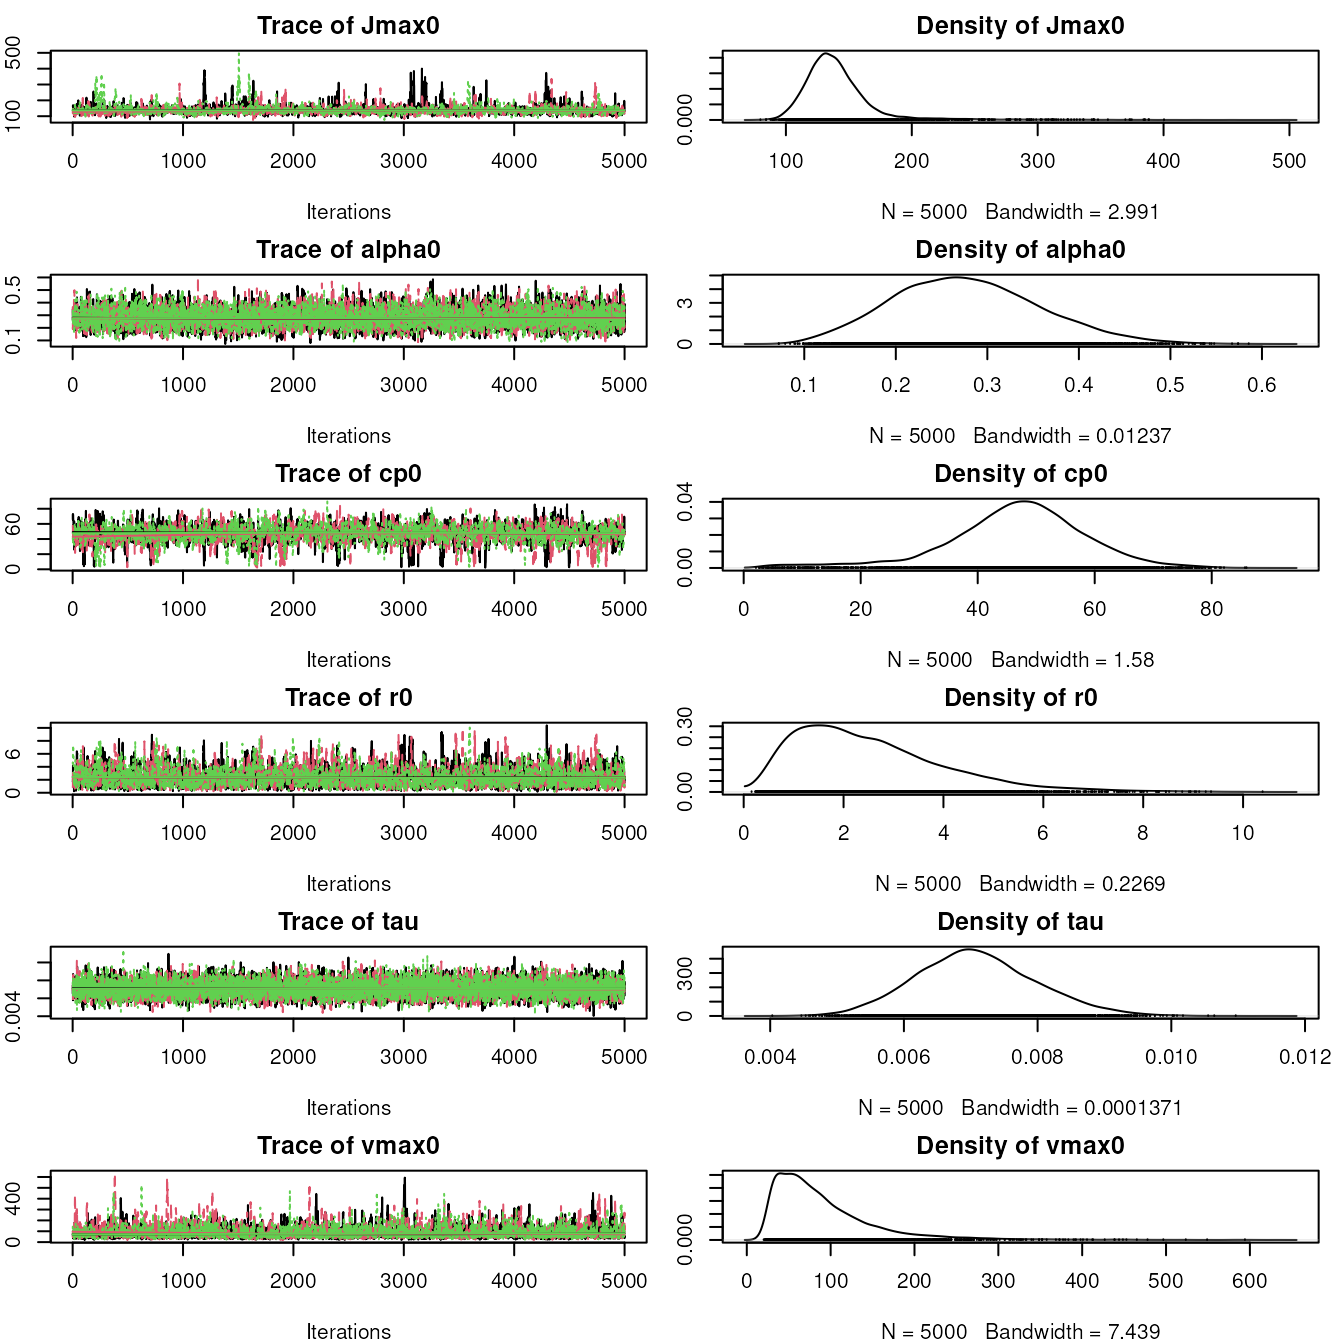 Trace of Jmax0
100 500
0 1000 2000 3000 4000 5000
Iterations
Density of Jmax0
0.000
100 200 300 400 500
N = 5000 Bandwidth = 2.991
Trace of alpha0
0.1 0.5
0 1000 2000 3000 4000 5000
Iterations
Density of alpha0
0 3
0.1 0.2 0.3 0.4 0.5 0.6
N = 5000 Bandwidth = 0.01237
Trace of cp0
0 60
0 1000 2000 3000 4000 5000
Iterations
Density of cp0
0.00 0.04
0 20 40 60 80
N = 5000 Bandwidth = 1.58
Trace of r0
0 6
0 1000 2000 3000 4000 5000
Iterations
Density of r0
0.00 0.30
0 2 4 6 8 10
N = 5000 Bandwidth = 0.2269
Trace of tau
0.004
0 1000 2000 3000 4000 5000
Iterations
Density of tau
0 300
0.004 0.006 0.008 0.010 0.012
N = 5000 Bandwidth = 0.0001371
Trace of vmax0
0 400
0 1000 2000 3000 4000 5000
Iterations
Density of vmax0
0.000
0 100 200 300 400 500 600
N = 5000 Bandwidth = 7.439